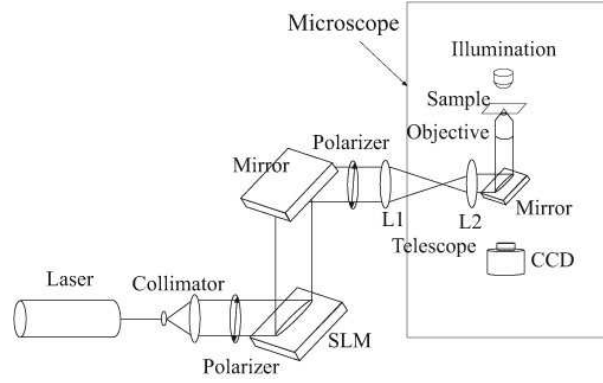 Microscope
Illumination
Sample
Objective
Polarizer
Mirror
L1
L2
Mirror
Telescope
CCD
Laser
Collimator
SLM
Polarizer